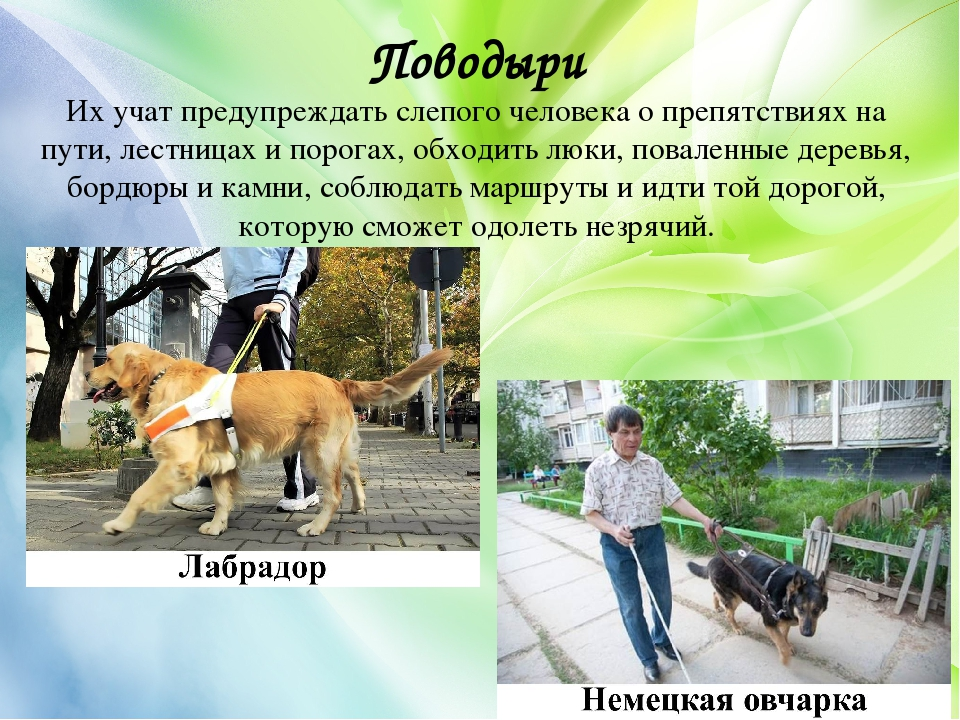 Поводыри
Их учат предупреждать слепого человека о препятствиях на
пути, лестницах и порогах, обходить люки, поваленные деревья,
бордюры и камни, соблюдать маршруты и идти той дорогой,
которую сможет одолеть незрячий.
Лабрадор
Немецкая овчарка